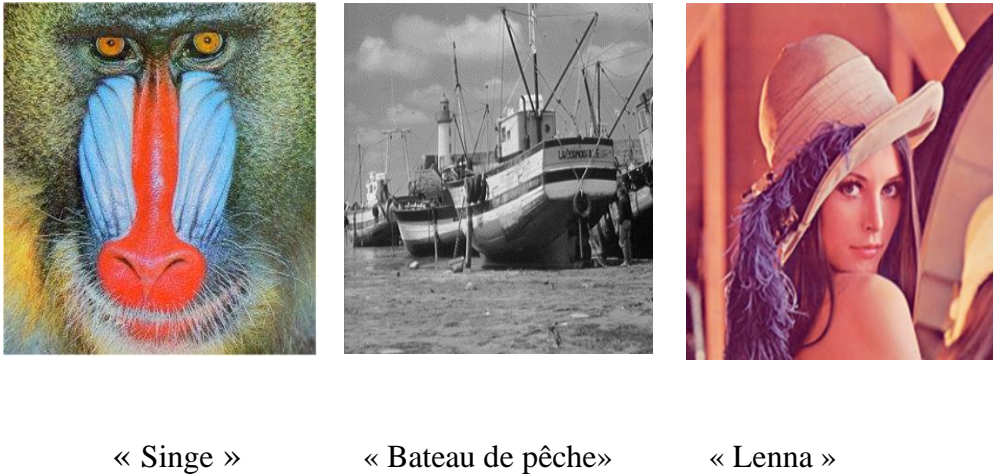 « Singe »
« Bateau de pêche»
« Lenna »